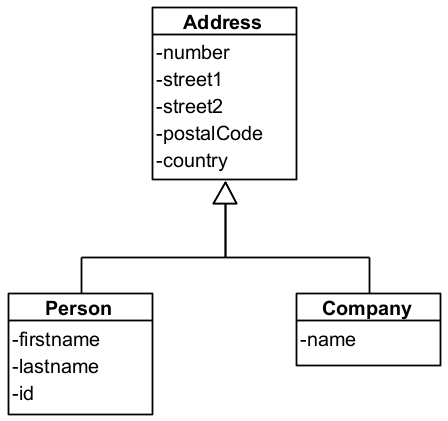 Address
-number
-street1
-street2
-postalCode
-country
Person
-firstname
-lastname
-id
Company
-name